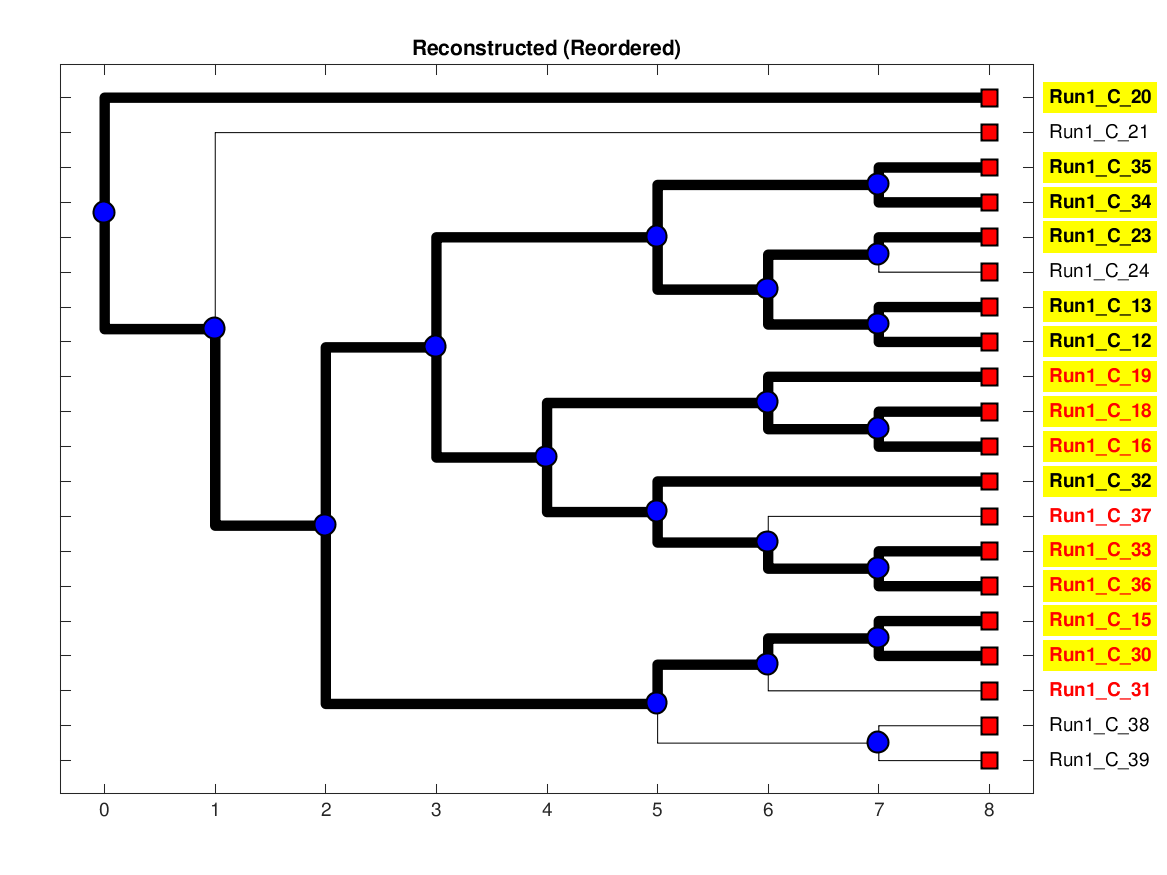 Reconstructed (Reordered)
Run1_C_20
Run1_C_21
Run1_C_35
Run1_C_34
Run1_C_23
Run1_C_24
Run1_C_13
Run1_C_12
Run1_C_19
Run1_C_18
Run1_C_16
Run1_C_32
Run1_C_37
Run1_C_33
Run1_C_36
Run1_C_15
Run1_C_30
Run1_C_31
Run1_C_38
Run1_C_39
0 1 2 3 4 5 6 7 8